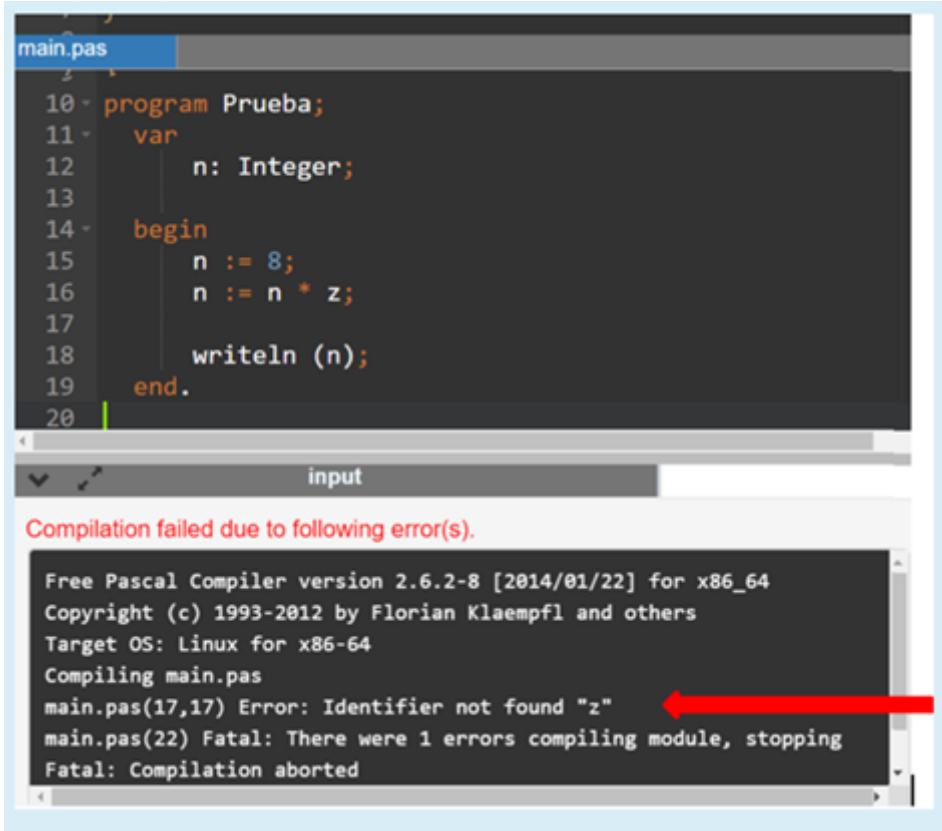 main.pas
10 program Prueba;
11 var
12 n: Integer;
13
14 begin
15 n := 8;
16 n := n * z;
17
18 writeln (n);
19 end.
20
input
Compilation failed due to following error(s).
Free Pascal Compiler version 2.6.2-8 [2014/01/22] for x86_64
Copyright (c) 1993-2012 by Florian Klaempfl and others
Target OS: Linux for x86-64
Compiling main.pas
main.pas(17,17) Error: Identifier not found "z"
main.pas(22) Fatal: There were 1 errors compiling module, stopping
Fatal: Compilation aborted